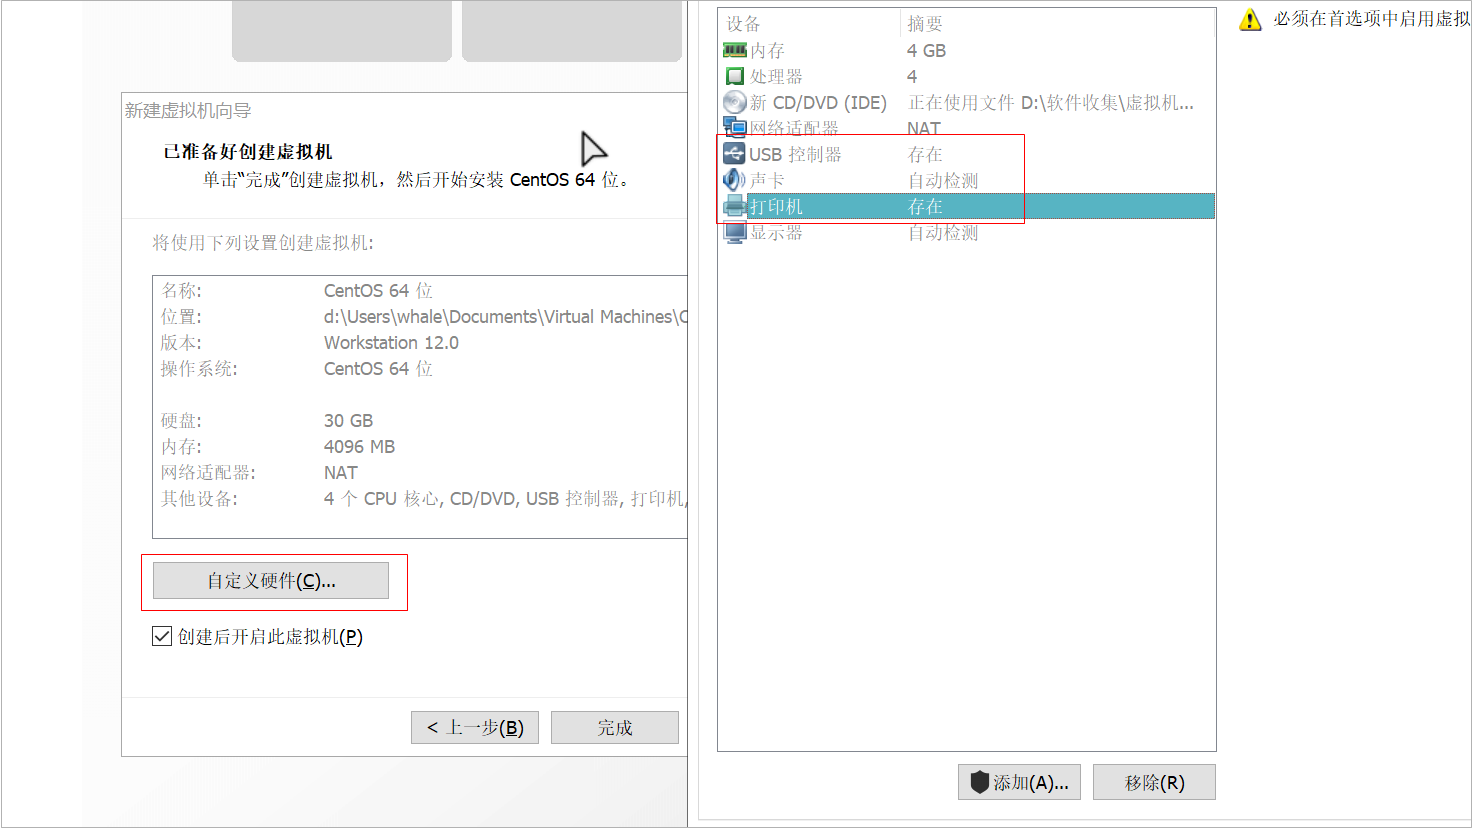 新建虚拟机向导
已准备好创建虚拟机
单击“完成”创建虚拟机，然后开始安装 CentOS 64 位。
将使用下列设置创建虚拟机:
名称: CentOS 64 位
位置: d:\Users\whale\Documents\Virtual Machines\C
版本: Workstation 12.0
操作系统: CentOS 64 位
硬盘: 30 GB
内存: 4096 MB
网络适配器: NAT
其他设备: 4 个 CPU 核心, CD/DVD, USB 控制器, 打印机,
自定义硬件(C)...
创建后开启此虚拟机(P)
< 上一步(B) 完成
设备 摘要
内存 4 GB
处理器 4
新 CD/DVD (IDE) 正在使用文件 D:\软件收集\虚拟机...
网络适配器 NAT
USB 控制器 存在
声卡 自动检测
打印机 存在
显示器 自动检测
添加(A)... 移除(R)
必须在首选项中启用虚拟